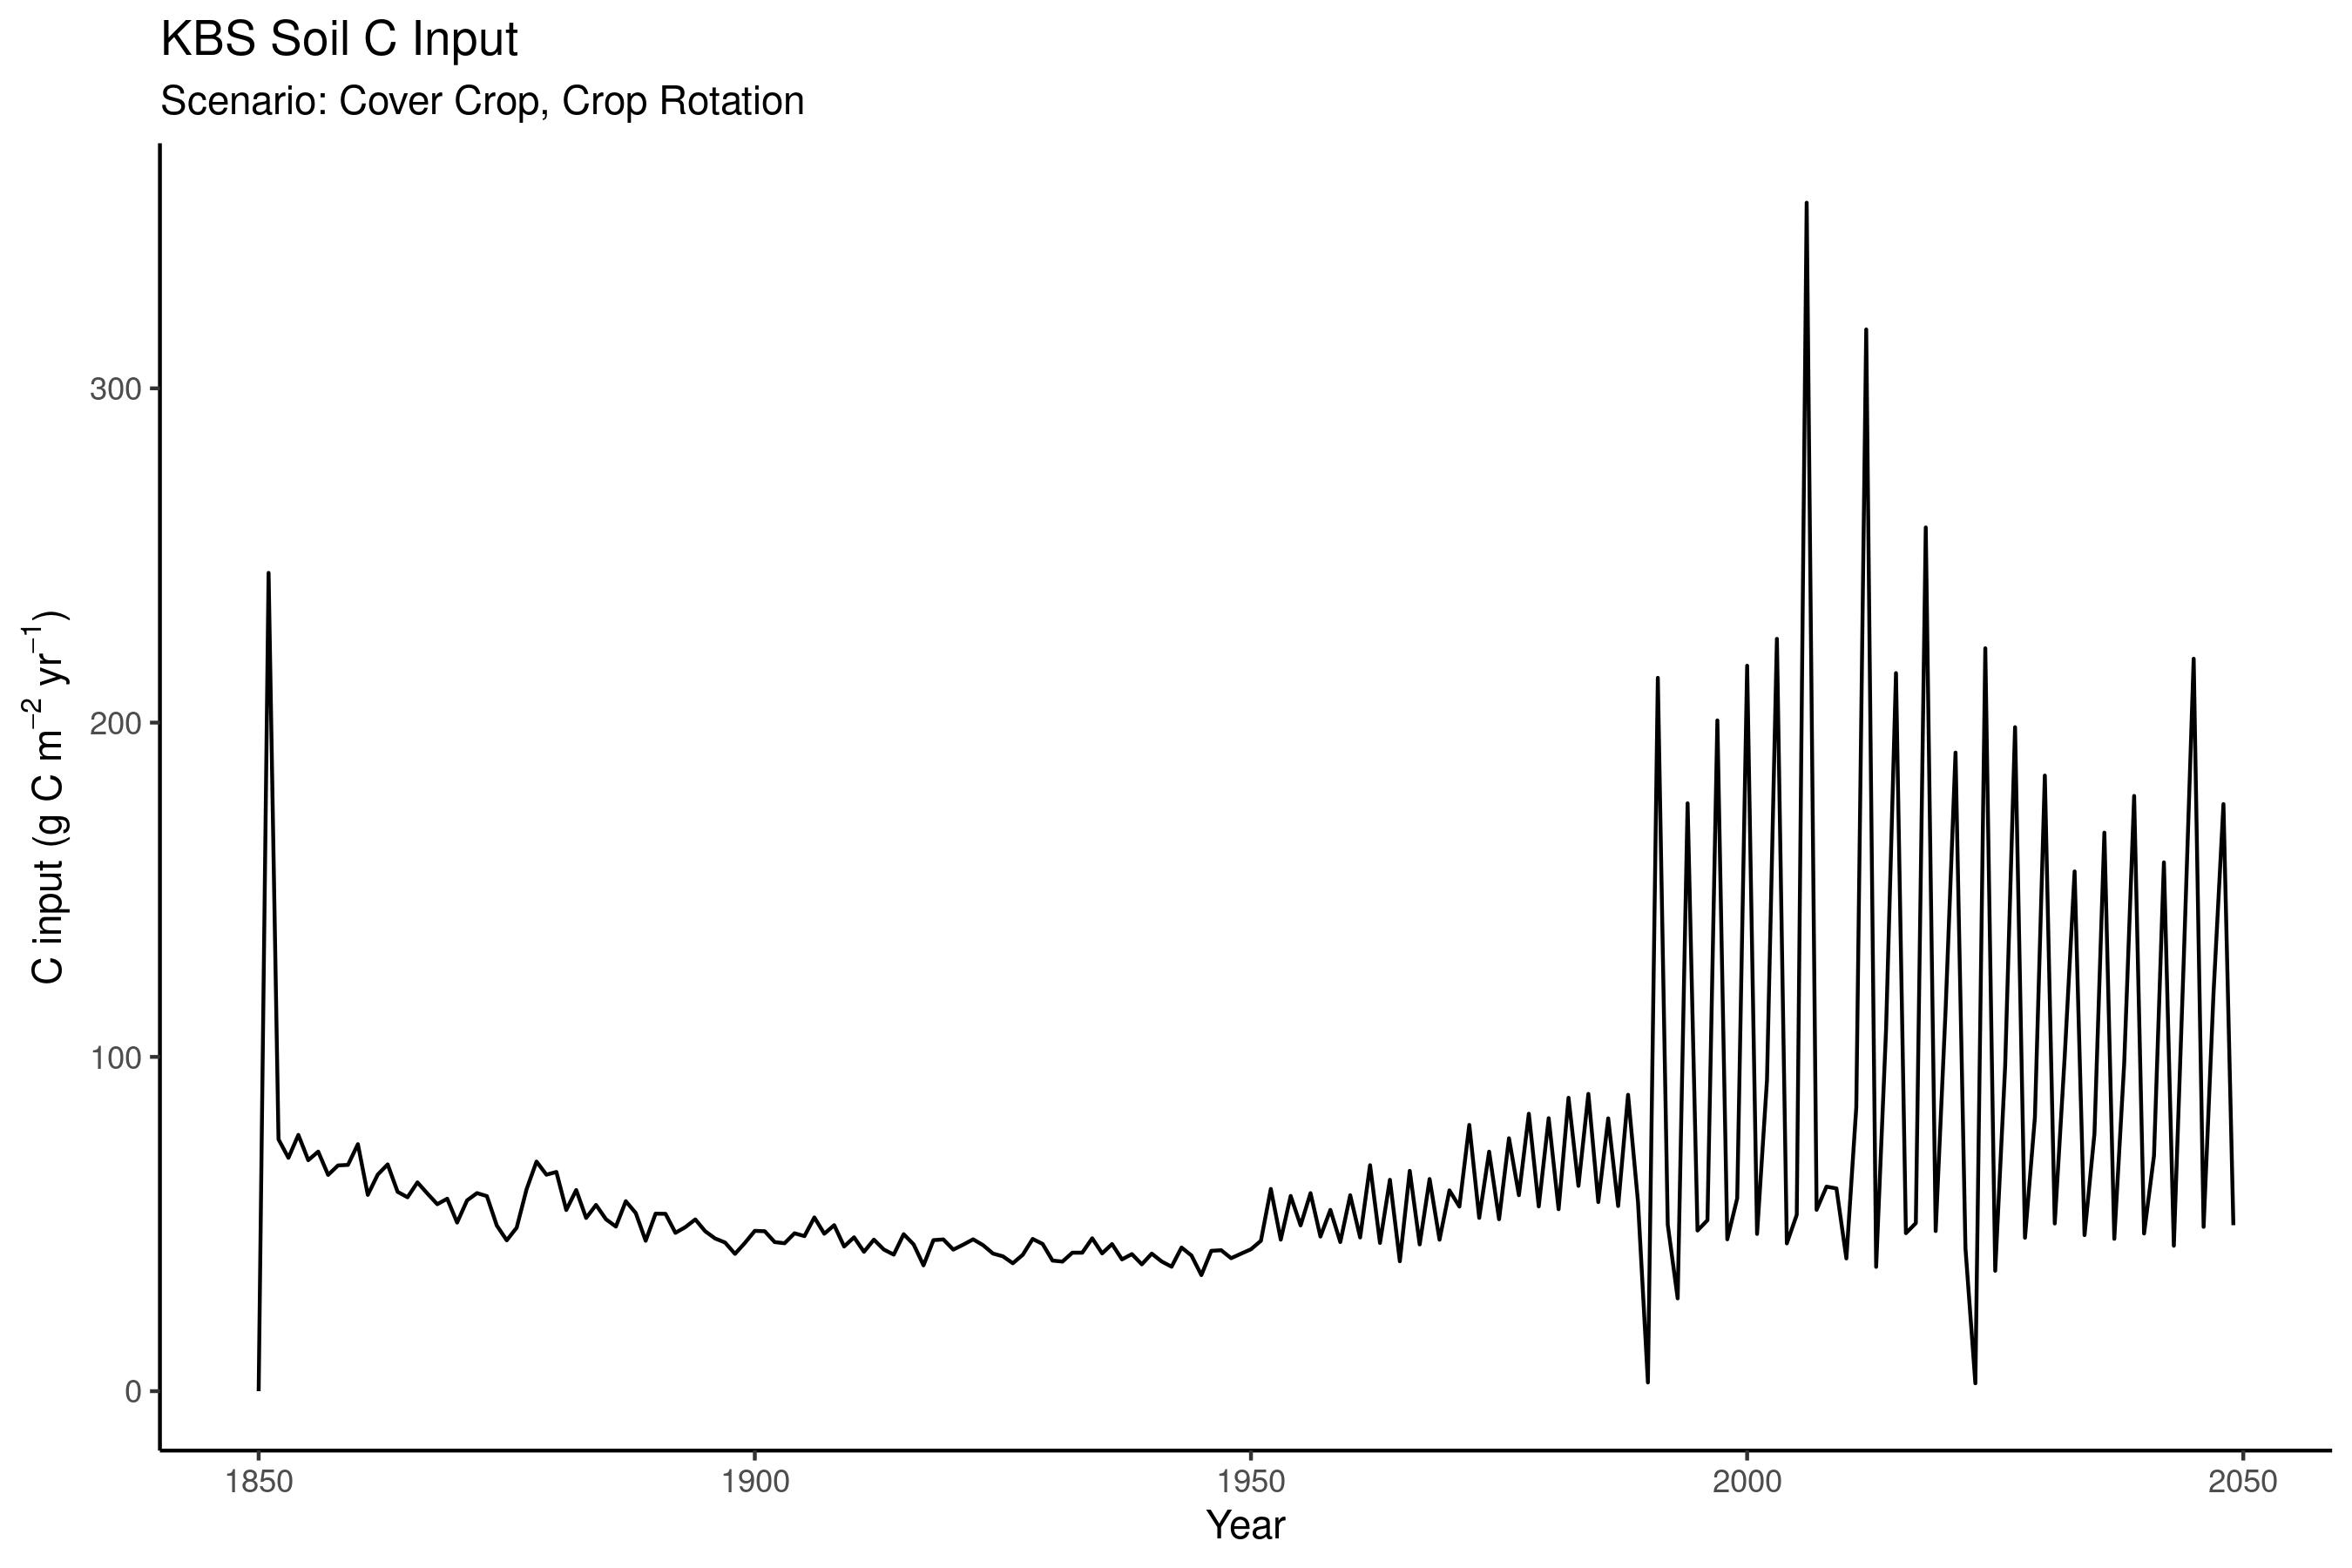 KBS Soil C Input
Scenario: Cover Crop, Crop Rotation
C input (g C m⁻² yr⁻¹)
300
200
100
0
1850 1900 1950 2000 2050
Year